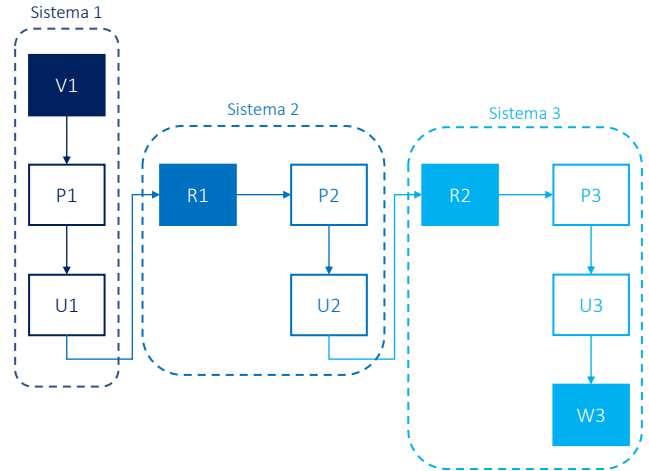 Sistema 1
V1
P1
U1
Sistema 2
R1
P2
U2
Sistema 3
R2
P3
U3
W3